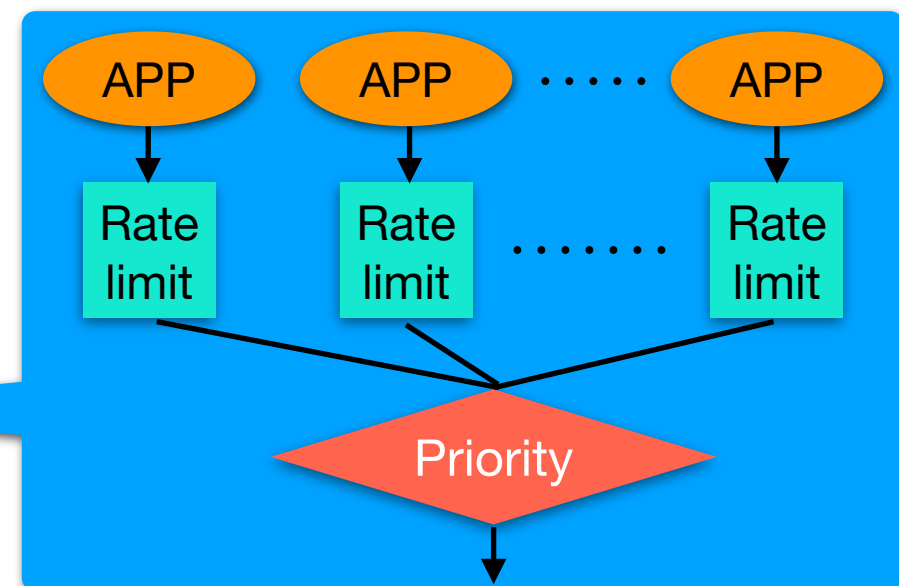 APP APP ..... APP
Rate Rate Rate
limit limit ....... limit
Priority